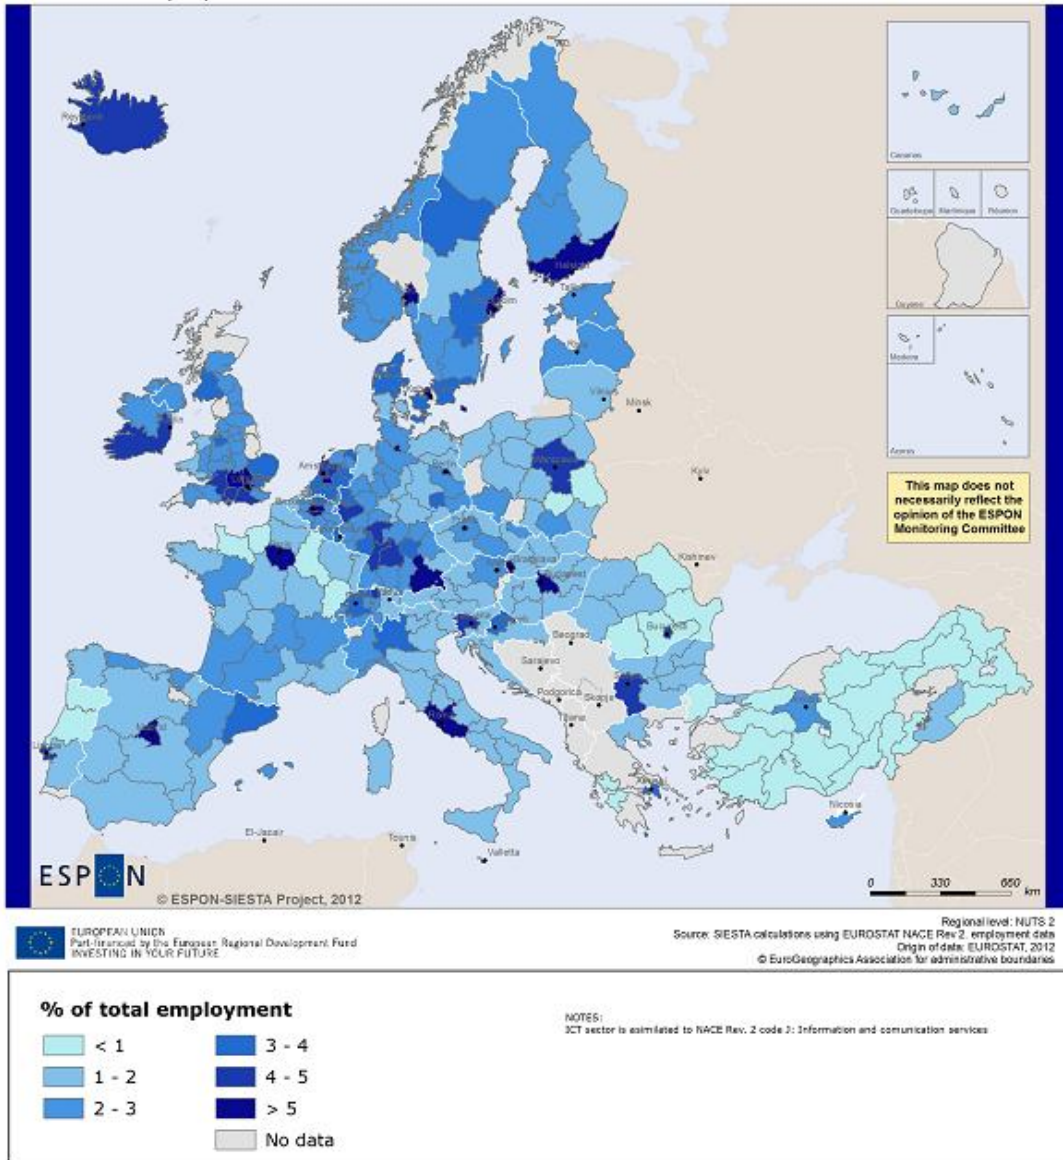 Reykjavik
Canarias
Guadeloupe
Martinique
Réunion
Guyane
Madeira
Acores
Helsinki
Tallinn
Riga
Vilnius
Minsk
Warszawa
Kyiv
This map does not
necessarily reflect the
opinion of the ESPON
Monitoring Committee
Kishinev
Bratislava
Budapest
Beograd
Sarajevo
Podgorica
Skopje
Tirana
Nicosia
El-Jazair
Tounis
Valletta
ESPON
© ESPON-SIESTA Project, 2012
0 330 660
km
EUROPEAN UNION
Part-financed by the European Regional Development Fund
INVESTING IN YOUR FUTURE
Regional level: NUTS 2
Source: SIESTA calculations using EUROSTAT NACE Rev 2. employment data
Origin of data: EUROSTAT, 2012
© EuroGeographics Association for administrative boundaries
% of total employment
< 1
1 - 2
2 - 3
3 - 4
4 - 5
> 5
No data
NOTES:
ICT sector is asimilated to NACE Rev. 2 code J: Information and comunication services